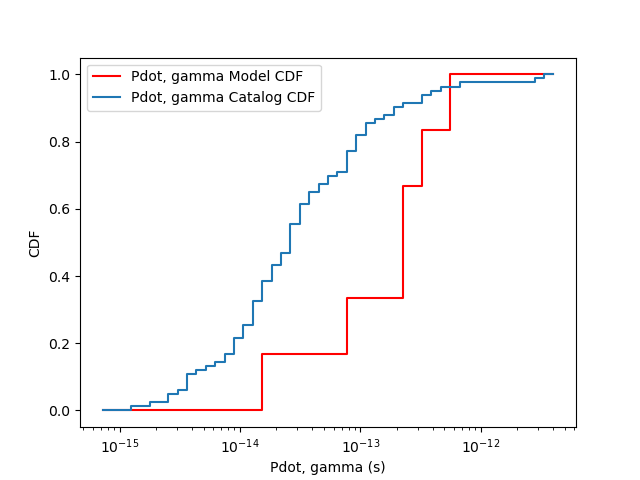 Pdot, gamma Model CDF
Pdot, gamma Catalog CDF
1.0
0.8
0.6
0.4
0.2
0.0
CDF
10⁻¹⁵ 10⁻¹⁴ 10⁻¹³ 10⁻¹²
Pdot, gamma (s)